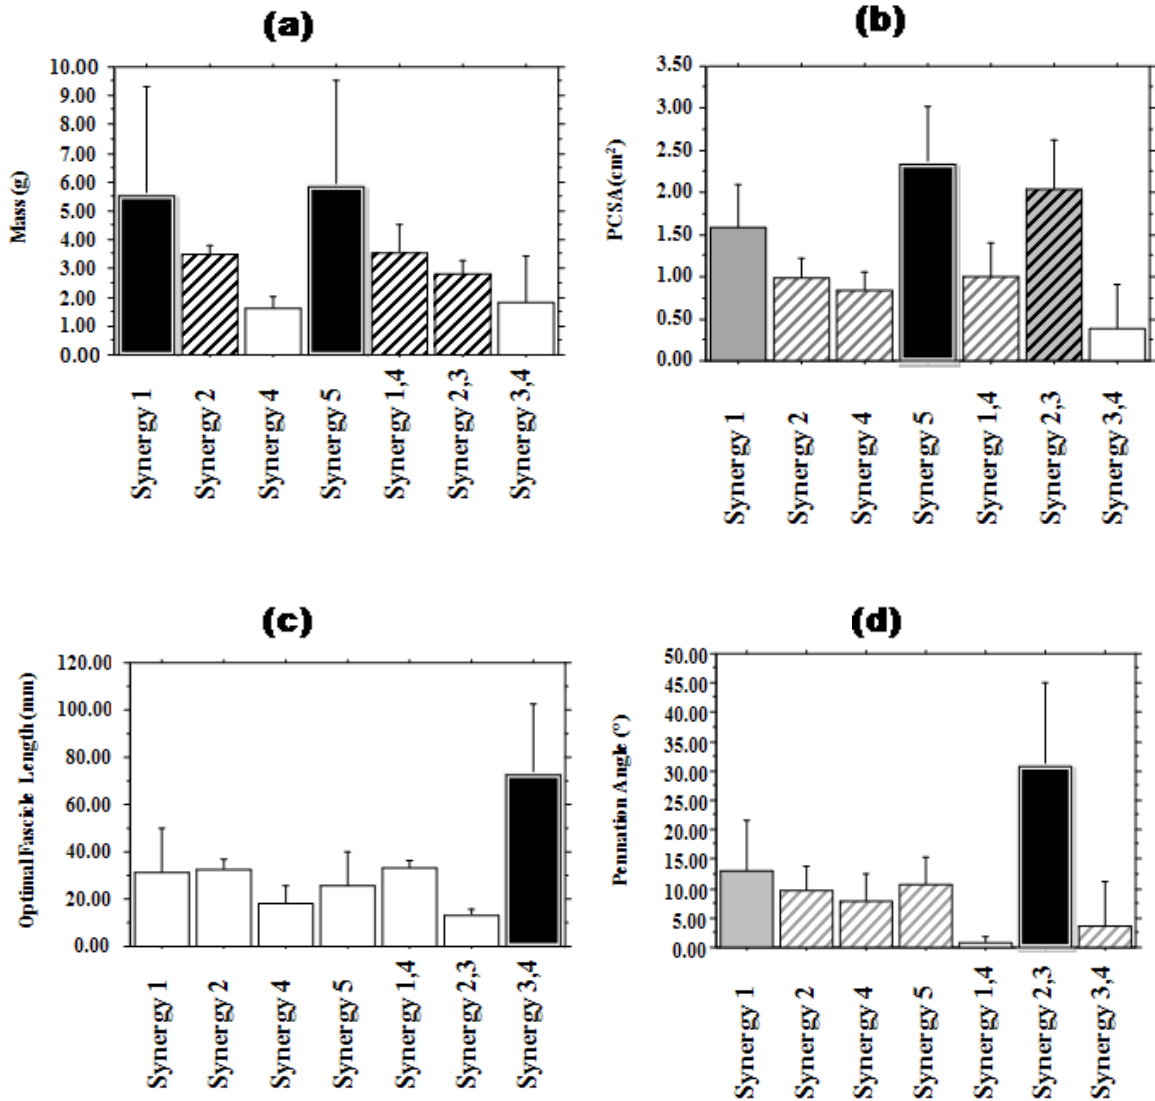 (a)
Mass (g)
10.00
9.00
8.00
7.00
6.00
5.00
4.00
3.00
2.00
1.00
0.00
Synergy 1
Synergy 2
Synergy 4
Synergy 5
Synergy 1,4
Synergy 2,3
Synergy 3,4
(b)
PCSA(cm²)
3.50
3.00
2.50
2.00
1.50
1.00
0.50
0.00
Synergy 1
Synergy 2
Synergy 4
Synergy 5
Synergy 1,4
Synergy 2,3
Synergy 3,4
(c)
Optimal Fascicle Length (mm)
120.00
100.00
80.00
60.00
40.00
20.00
0.00
Synergy 1
Synergy 2
Synergy 4
Synergy 5
Synergy 1,4
Synergy 2,3
Synergy 3,4
(d)
Pennation Angle (°)
50.00
45.00
40.00
35.00
30.00
25.00
20.00
15.00
10.00
5.00
0.00
Synergy 1
Synergy 2
Synergy 4
Synergy 5
Synergy 1,4
Synergy 2,3
Synergy 3,4